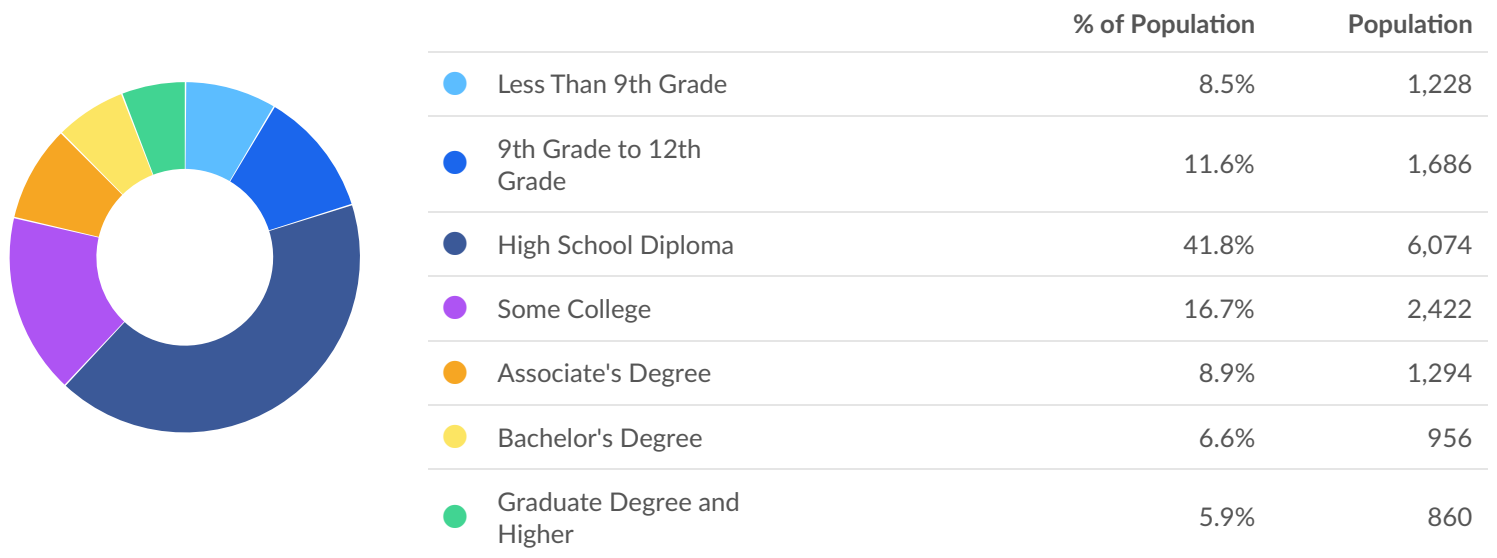 % of Population Population
Less Than 9th Grade 8.5% 1,228
9th Grade to 12th
Grade 11.6% 1,686
High School Diploma 41.8% 6,074
Some College 16.7% 2,422
Associate's Degree 8.9% 1,294
Bachelor's Degree 6.6% 956
Graduate Degree and
Higher 5.9% 860